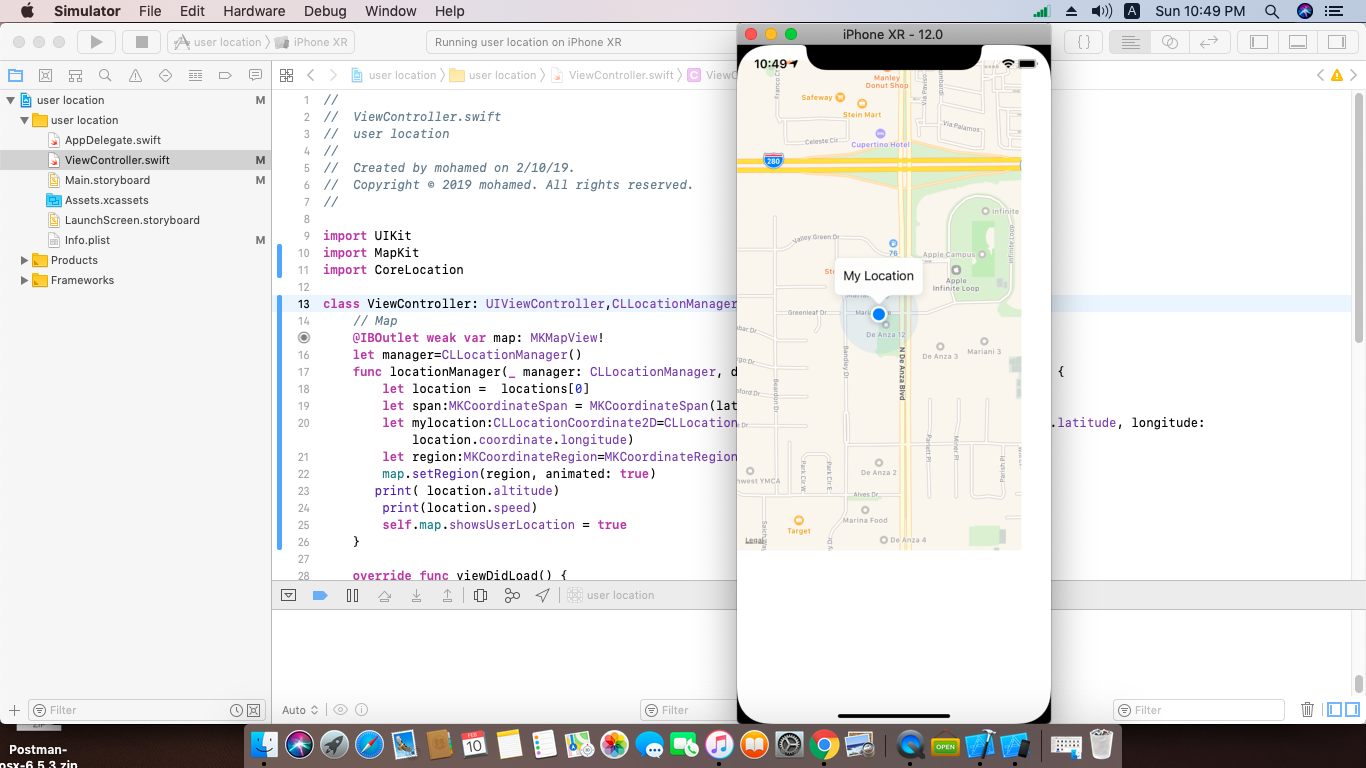 Simulator File Edit Hardware Debug Window Help
A Sun 10:49 PM
user location iPhone XR
Running user location on iPhone XR
iPhone XR - 12.0
user location user location ViewController.swift C ViewC
user location M
user location
AppDelegate.swift
ViewController.swift M
Main.storyboard M
Assets.xcassets
LaunchScreen.storyboard
Info.plist M
Products
Frameworks
1 //
2 // ViewController.swift
3 // user location
4 //
5 // Created by mohamed on 2/10/19.
6 // Copyright © 2019 mohamed. All rights reserved.
7 //
8
9 import UIKit
10 import MapKit
11 import CoreLocation
12
13 class ViewController: UIViewController,CLLocationManager
14 // Map
@IBOutlet weak var map: MKMapView!
16 let manager=CLLocationManager()
17 func locationManager(_ manager: CLLocationManager, d {
18 let location = locations[0]
19 let span:MKCoordinateSpan = MKCoordinateSpan(lat
20 let mylocation:CLLocationCoordinate2D=CLLocation .latitude, longitude:
location.coordinate.longitude)
21 let region:MKCoordinateRegion=MKCoordinateRegion
22 map.setRegion(region, animated: true)
23 print( location.altitude)
24 print(location.speed)
25 self.map.showsUserLocation = true
26 }
27
28 override func viewDidLoad() {
user location
Auto
Filter
Filter
Filter
10:49
Manley
Donut Shop
Safeway
Stein Mart
Via Palamos
Celeste Cir
Cupertino Hotel
280
Infinite
Infinite Loop
Valley Green Dr
76
Apple Campus
Apple
Infinite Loop
My Location
Greenleaf Dr
De Anza 12
N De Anza Blvd
Bandley Dr
Beardon Dr
De Anza 3
Mariani 3
Parlett Pl
Miner Pl
Parish Pl
Park Cir W
Park Cir E
De Anza 2
hwest YMCA
Alves Dr
Marina Food
Target
De Anza 4
Legal
FEB
10
OPEN
Postman-
osx-6.5.3.zip